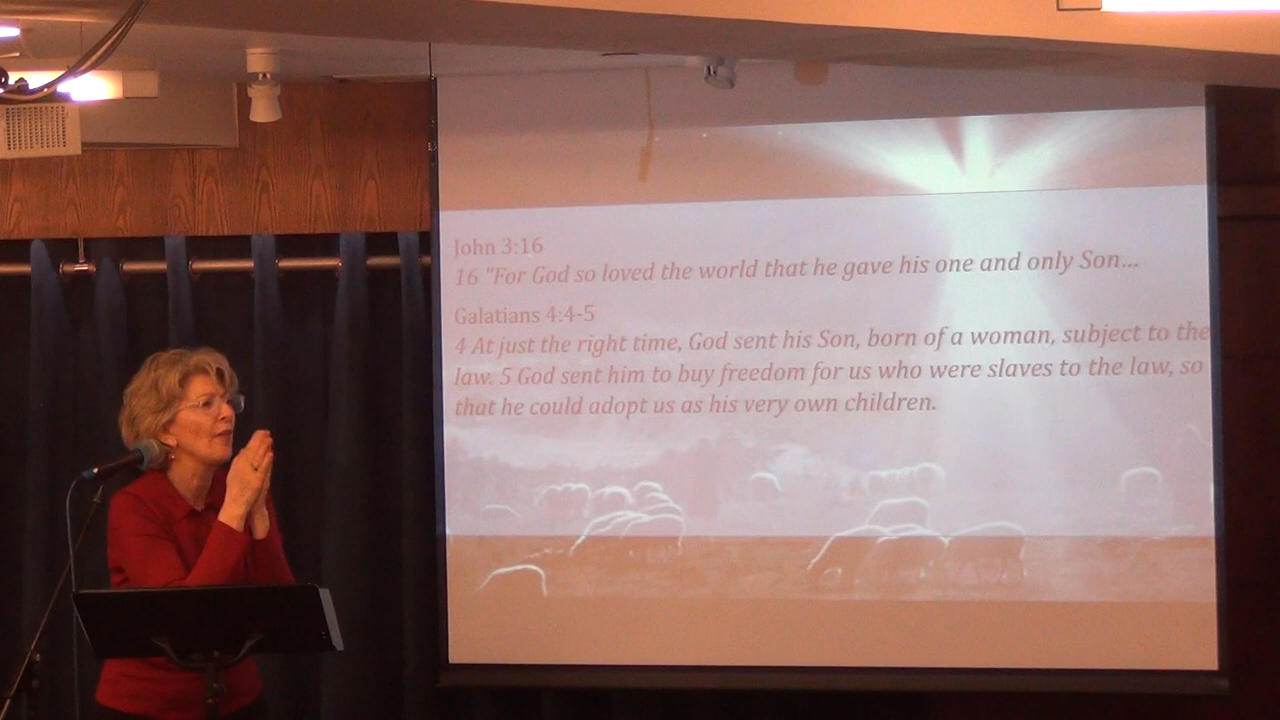 John 3:16
16 "For God so loved the world that he gave his one and only Son...
Galatians 4:4-5
4 At just the right time, God sent his Son, born of a woman, subject to the
law. 5 God sent him to buy freedom for us who were slaves to the law, so
that he could adopt us as his very own children.